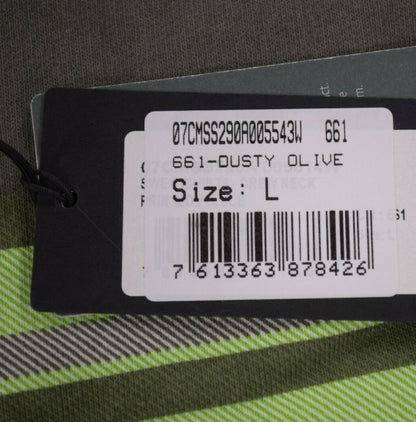 07CMSS290A005543W 661
661-DUSTY OLIVE
Size: L
7 613363 878426